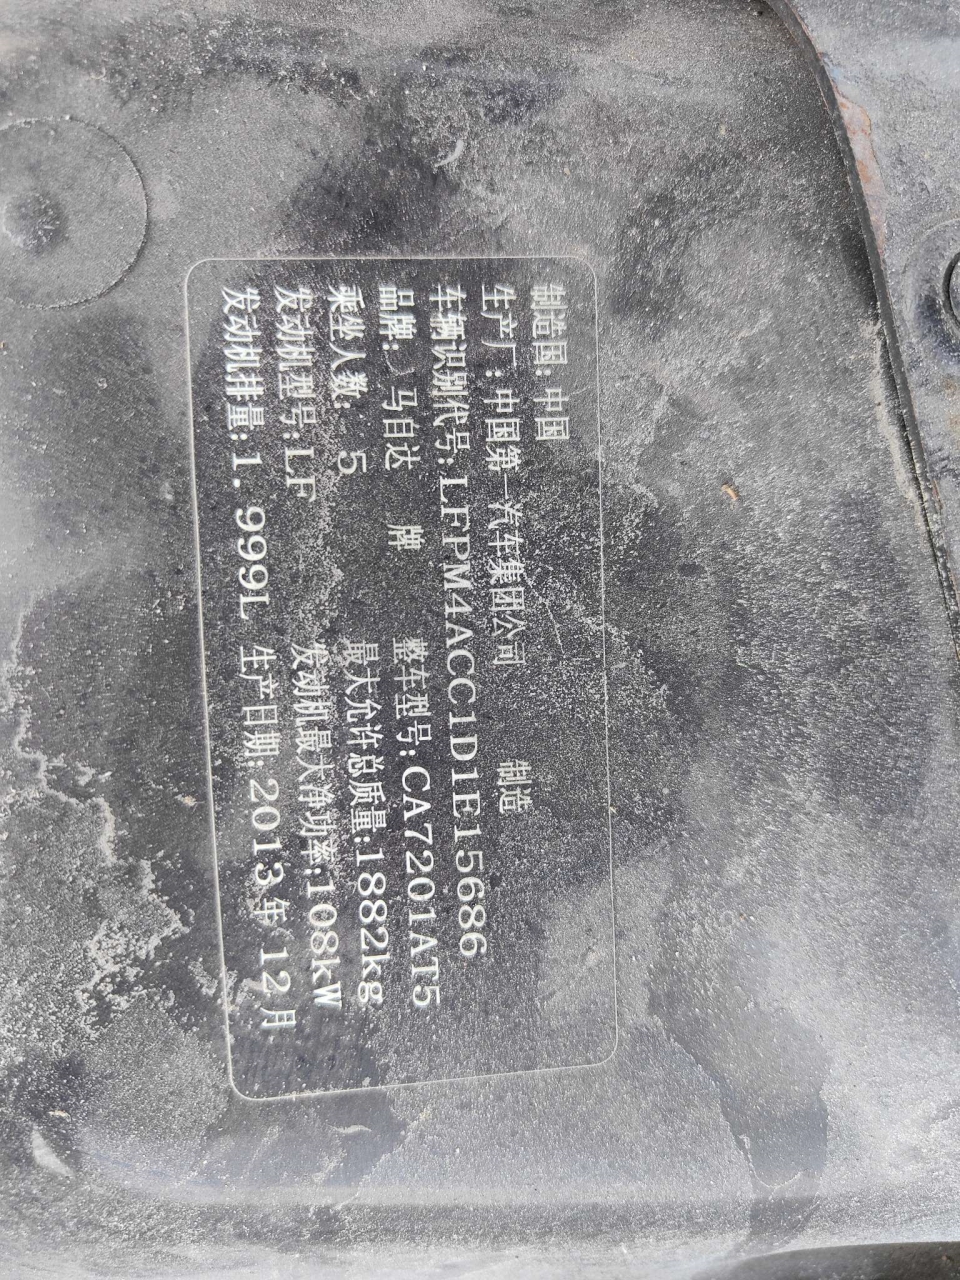 制造国: 中国
生产厂: 中国第一汽车集团公司 制造
车辆识别代号: LFPM4ACC1D1E15686
品牌: 马自达 牌 整车型号: CA7201AT5
乘坐人数: 5 最大允许总质量: 1882kg
发动机型号: LF 发动机最大净功率: 108kW
发动机排量: 1.999L 生产日期: 2013年 12月